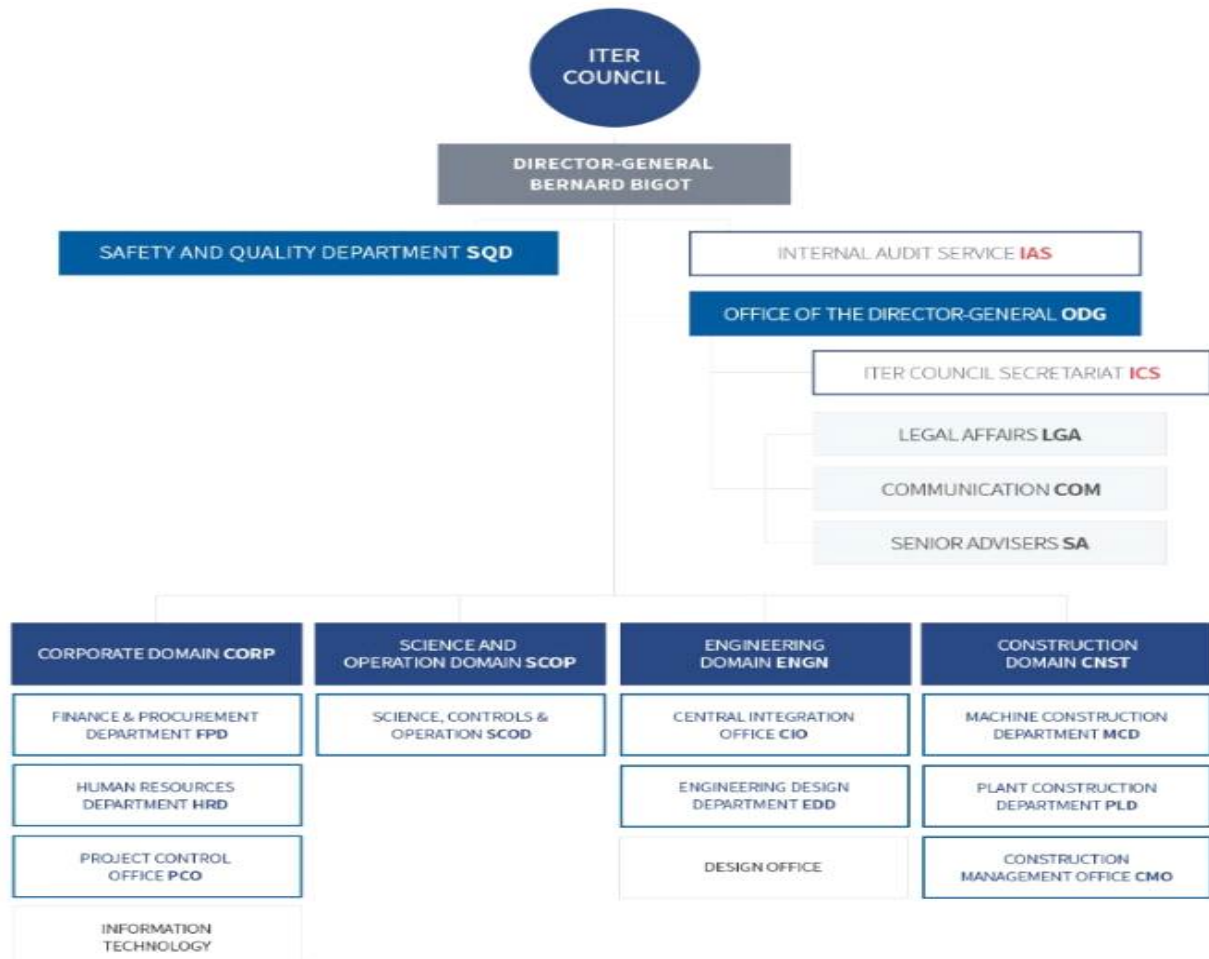 ITER
COUNCIL
DIRECTOR-GENERAL
BERNARD BIGOT
SAFETY AND QUALITY DEPARTMENT SQD
INTERNAL AUDIT SERVICE IAS
OFFICE OF THE DIRECTOR-GENERAL ODG
ITER COUNCIL SECRETARIAT ICS
LEGAL AFFAIRS LGA
COMMUNICATION COM
SENIOR ADVISERS SA
CORPORATE DOMAIN CORP
FINANCE & PROCUREMENT
DEPARTMENT FPD
HUMAN RESOURCES
DEPARTMENT HRD
PROJECT CONTROL
OFFICE PCO
INFORMATION
TECHNOLOGY
SCIENCE AND
OPERATION DOMAIN SCOP
SCIENCE, CONTROLS &
OPERATION SCOD
ENGINEERING
DOMAIN ENGN
CENTRAL INTEGRATION
OFFICE CIO
ENGINEERING DESIGN
DEPARTMENT EDD
DESIGN OFFICE
CONSTRUCTION
DOMAIN CNST
MACHINE CONSTRUCTION
DEPARTMENT MCD
PLANT CONSTRUCTION
DEPARTMENT PLD
CONSTRUCTION
MANAGEMENT OFFICE CMO